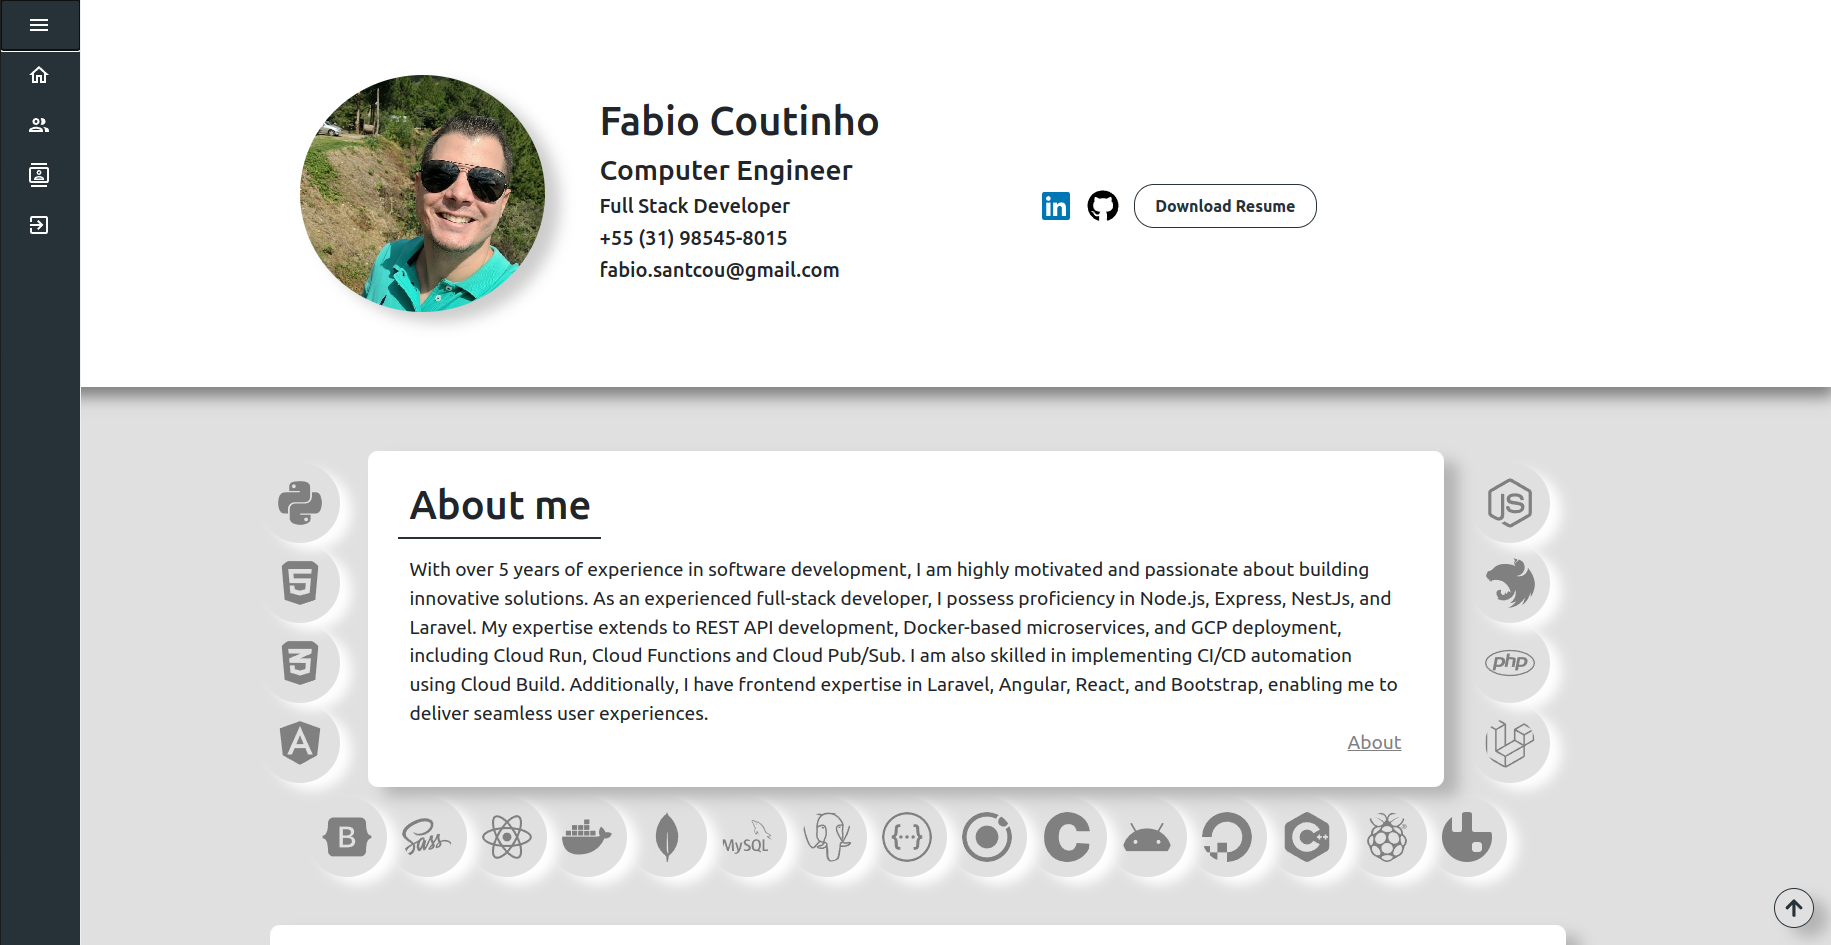 Fabio Coutinho
Computer Engineer
Full Stack Developer
+55 (31) 98545-8015
fabio.santcou@gmail.com
in
Download Resume
About me
With over 5 years of experience in software development, I am highly motivated and passionate about building
innovative solutions. As an experienced full-stack developer, I possess proficiency in Node.js, Express, NestJs, and
Laravel. My expertise extends to REST API development, Docker-based microservices, and GCP deployment,
including Cloud Run, Cloud Functions and Cloud Pub/Sub. I am also skilled in implementing CI/CD automation
using Cloud Build. Additionally, I have frontend expertise in Laravel, Angular, React, and Bootstrap, enabling me to
deliver seamless user experiences.
About
5
3
A
JS
php
B
Sass
MySQL
{...}
C
C++